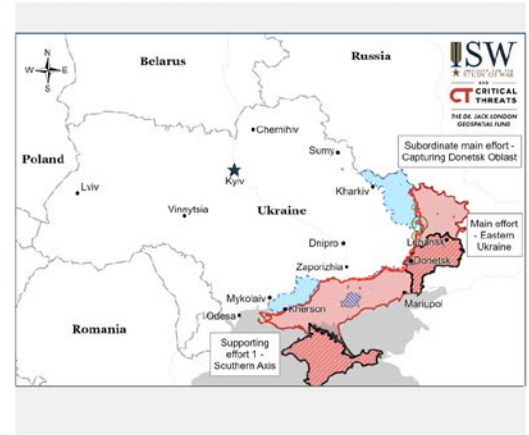 N
W E
S
Belarus
Russia
ISW
INSTITUTE FOR THE
STUDY OF WAR
AND
CT CRITICAL
THREATS
THE DR. JACK LONDON
GEOSPATIAL FUND
Chernihiv
Subordinate main effort -
Capturing Donetsk Oblast
Sumy
Poland
Kyiv
Lviv
Kharkiv
Vinnytsia
Ukraine
Main effort
- Eastern
Ukraine
Luhansk
Dnipro
Donetsk
Zaporizhia
Mykolaiv
Mariupol
Kherson
Odesa
Romania
Supporting
effort 1 -
Southern Axis